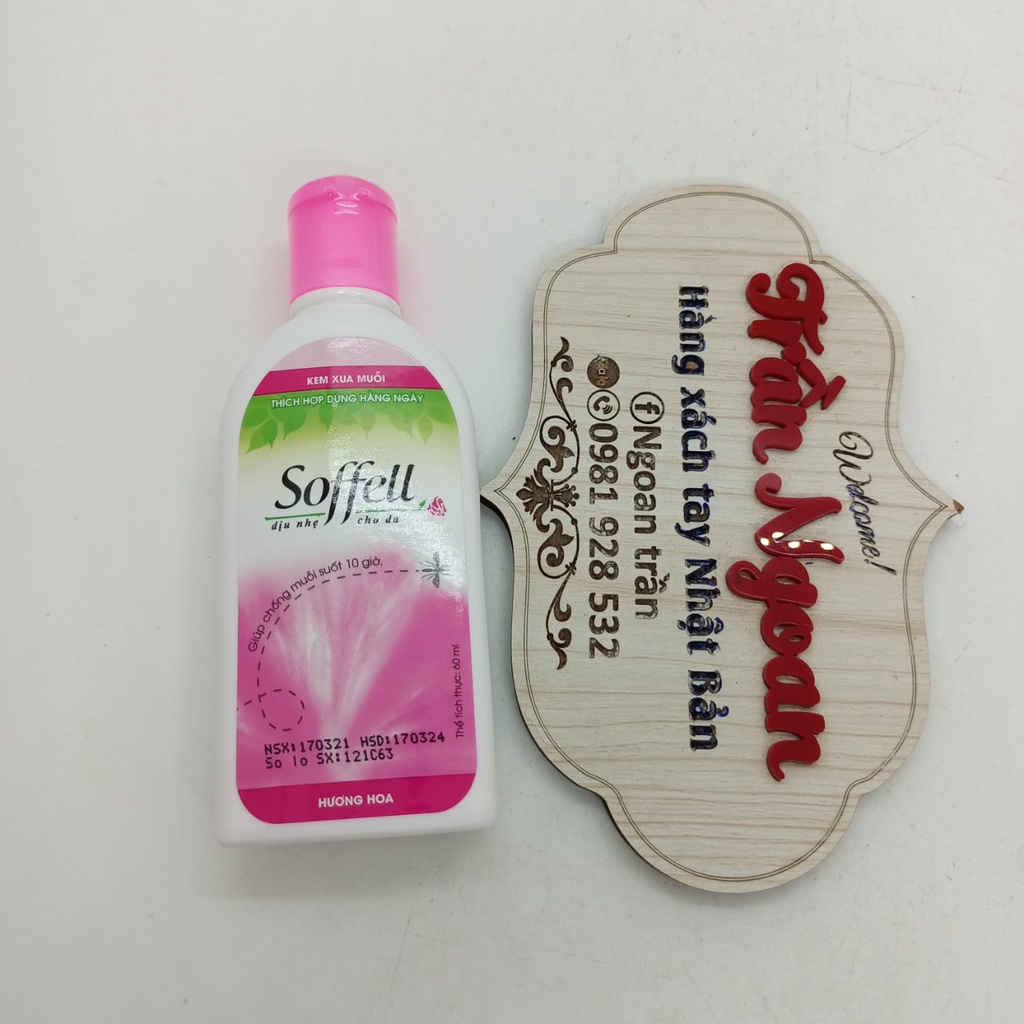 KEM XUA MUỖI
THÍCH HỢP DÙNG HÀNG NGÀY
Soffell
dịu nhẹ cho da
Giúp chống muỗi suốt 10 giờ.
Thể tích thực: 60 ml
NSX:170321 HSD:170324
So lo SX:121C63
HƯƠNG HOA
Welcome!
Trần Ngoan
Hàng xách tay Nhật Bản
Ngoan trần
0981 928 532